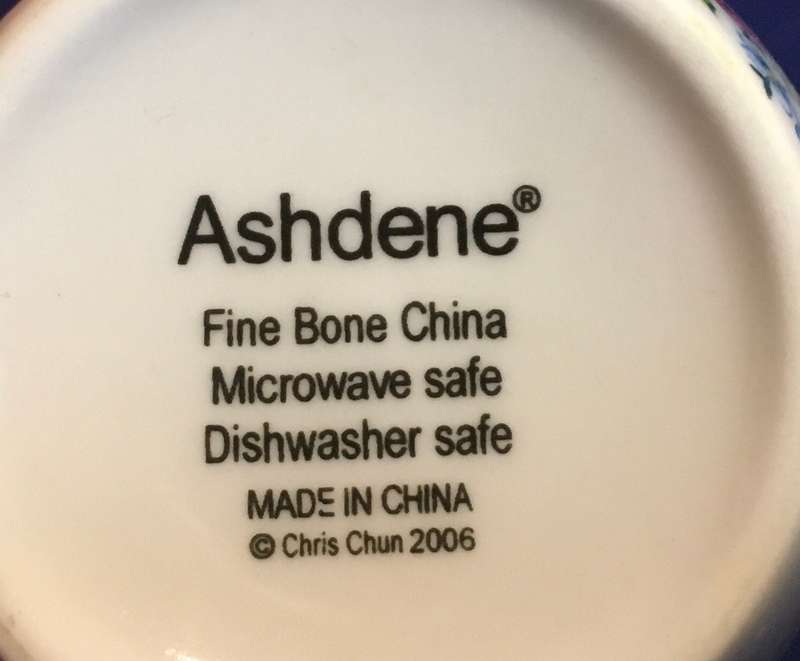 Ashdene®
Fine Bone China
Microwave safe
Dishwasher safe
MADE IN CHINA
© Chris Chun 2006